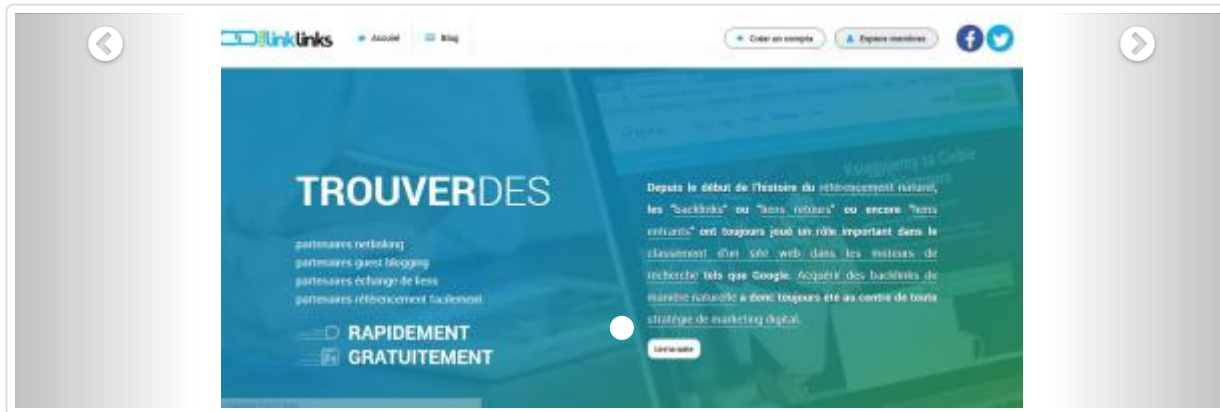 linklinks
Accueil
Blog
Créer un compte
Espace membres
TROUVERDES
partenaires netlinking
partenaires guest blogging
partenaires échange de liens
partenaires référencement facilement
RAPIDEMENT
GRATUITEMENT
Depuis le début de l'histoire du référencement naturel,
les "backlinks" ou "liens retours" ou encore "liens
entrants" ont toujours joué un rôle important dans le
classement d'un site web dans les moteurs de
recherche tels que Google. Acquérir des backlinks de
manière naturelle a donc toujours été au centre de toute
stratégie de marketing digital.
Lire la suite